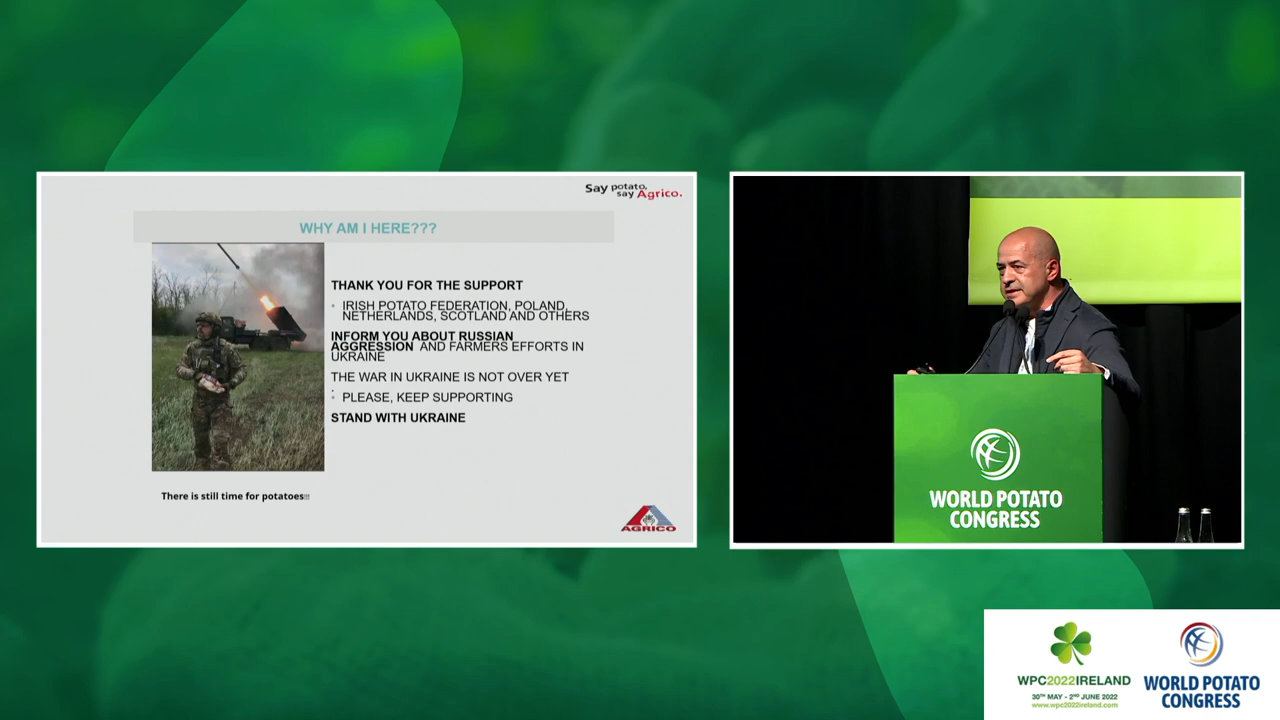 Say potato,
say Agrico.
WHY AM I HERE???
THANK YOU FOR THE SUPPORT
• IRISH POTATO FEDERATION, POLAND,
NETHERLANDS, SCOTLAND AND OTHERS
INFORM YOU ABOUT RUSSIAN
AGGRESSION AND FARMERS EFFORTS IN
UKRAINE
THE WAR IN UKRAINE IS NOT OVER YET
• PLEASE, KEEP SUPPORTING
STAND WITH UKRAINE
There is still time for potatoes!!!
AGRICO
WORLD POTATO
CONGRESS
WPC2022IRELAND
30TH MAY - 2ND JUNE 2022
www.wpc2022ireland.com
WORLD POTATO
CONGRESS